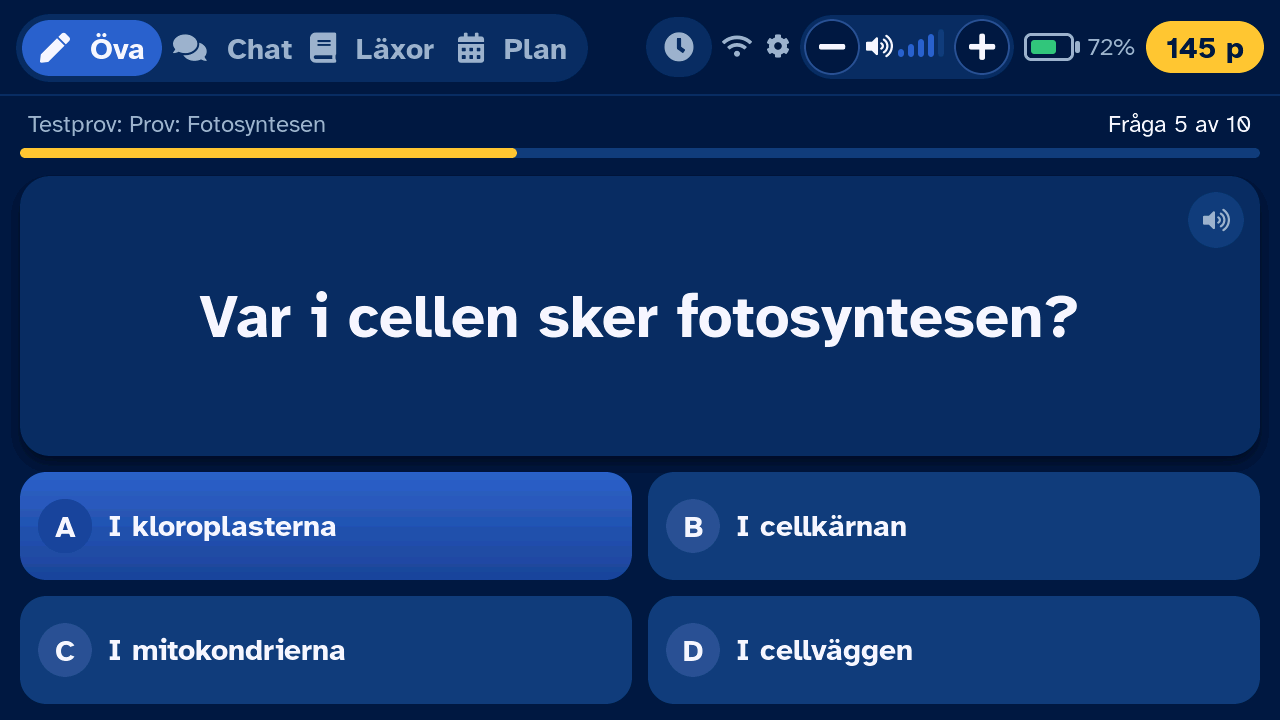 Öva Chat Läxor Plan 72% 145 p
Testprov: Prov: Fotosyntesen Fråga 5 av 10
Var i cellen sker fotosyntesen?
A I kloroplasterna
B I cellkärnan
C I mitokondrierna
D I cellväggen